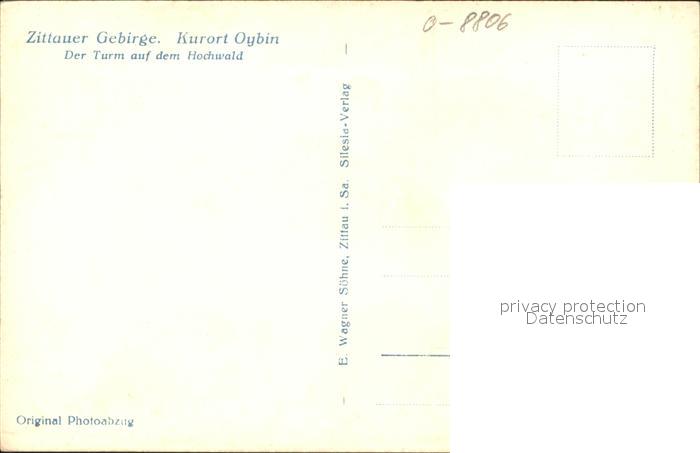 Zittauer Gebirge. Kurort Oybin
Der Turm auf dem Hochwald
O-8806
E. Wagner Söhne, Zittau i. Sa. Silesia-Verlag
privacy protection
Datenschutz
Original Photoabzug